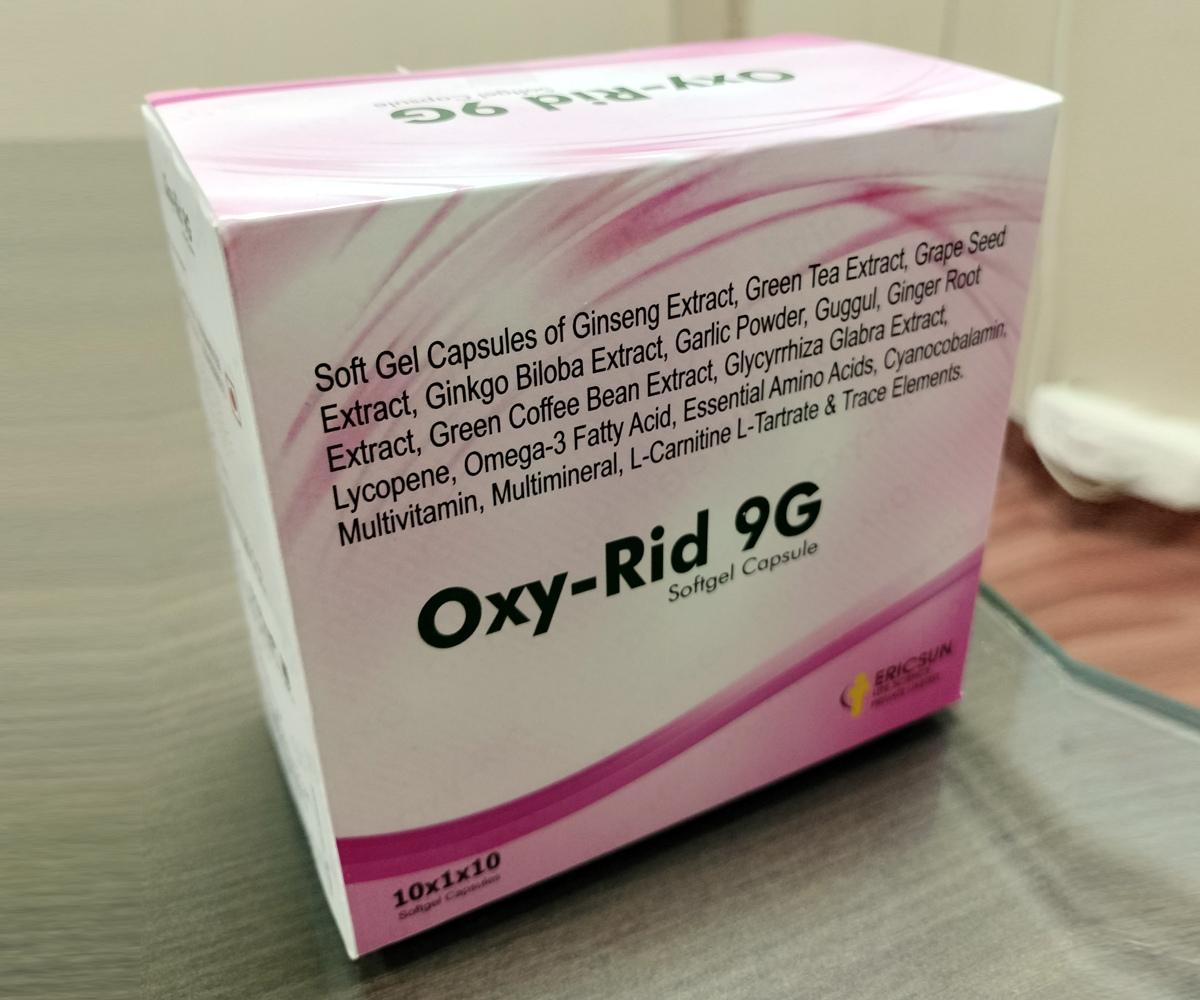 Oxy-Rid 9G
Softgel Capsule
Soft Gel Capsules of Ginseng Extract, Green Tea Extract, Grape Seed
Extract, Ginkgo Biloba Extract, Garlic Powder, Guggul, Ginger Root
Extract, Green Coffee Bean Extract, Glycyrrhiza Glabra Extract,
Lycopene, Omega-3 Fatty Acid, Essential Amino Acids, Cyanocobalamin,
Multivitamin, Multimineral, L-Carnitine L-Tartrate & Trace Elements.
Oxy-Rid 9G
Softgel Capsule
ERICSUN
10x1x10
Softgel Capsules